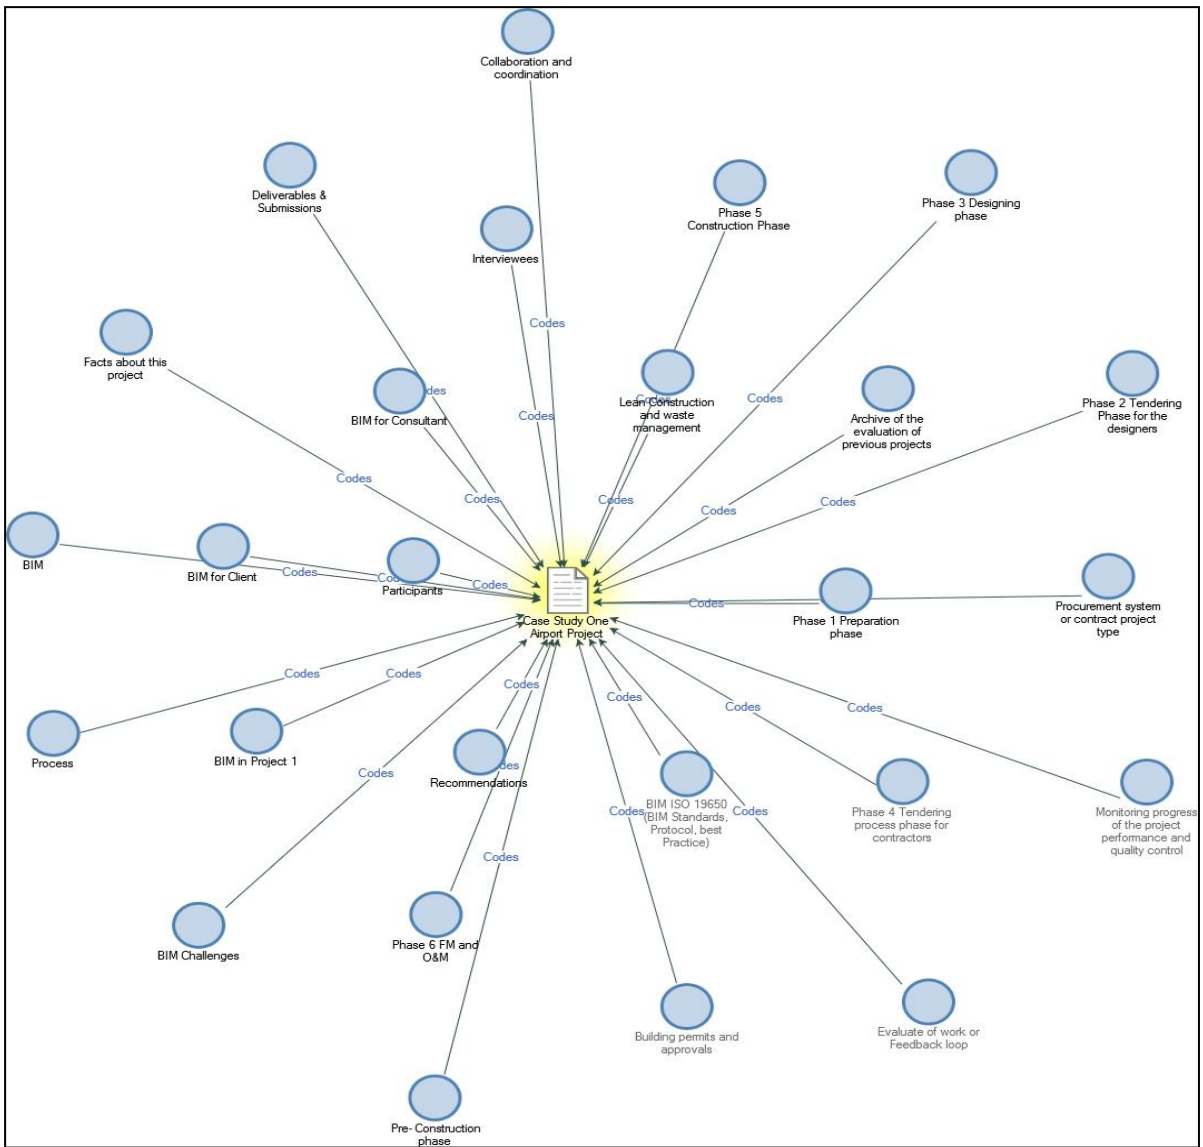 Collaboration and
coordination
Deliverables &
Submissions
Phase 5
Construction Phase
Phase 3 Designing
phase
Interviewees
Codes
Facts about this
project
BIM for Consultant
des
Codes
Lean Construction
and waste
management
Codes
Archive of the
evaluation of
previous projects
Phase 2 Tendering
Phase for the
designers
Codes
Codes
Codes
Codes
Codes
Codes
BIM
BIM for Client
Codes
Participants
Codes
Case Study One
Airport Project
Codes
Phase 1 Preparation
phase
Procurement system
or contract project
type
Codes
Codes
Codes
Codes
Codes
Codes
Process
BIM in Project 1
Codes
Recommendations
des
BIM ISO 19650
(BIM Standards,
Protocol, best
Practice)
Codes
Codes
Phase 4 Tendering
process phase for
contractors
Monitoring progress
of the project
performance and
quality control
Codes
BIM Challenges
Phase 6 FM and
O&M
Building permits and
approvals
Evaluate of work or
Feedback loop
Pre- Construction
phase